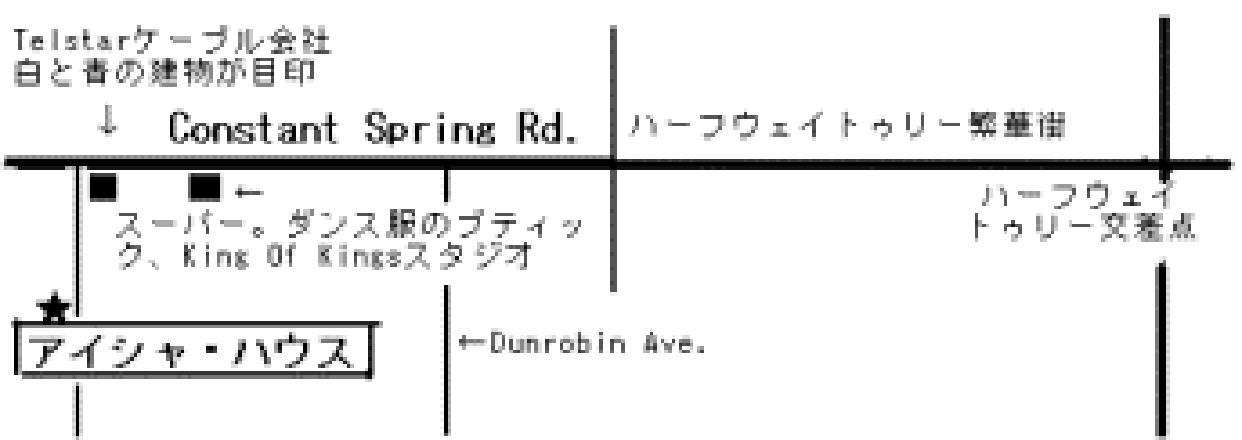 Telstarケーブル会社
白と青の建物が目印
↓
Constant Spring Rd.
ハーフウェイトゥリー繁華街
←
スーパー。ダンス服のブティッ
ク、King Of Kingsスタジオ
ハーフウェイ
トゥリー交差点
★
アイシャ・ハウス
←Dunrobin Ave.